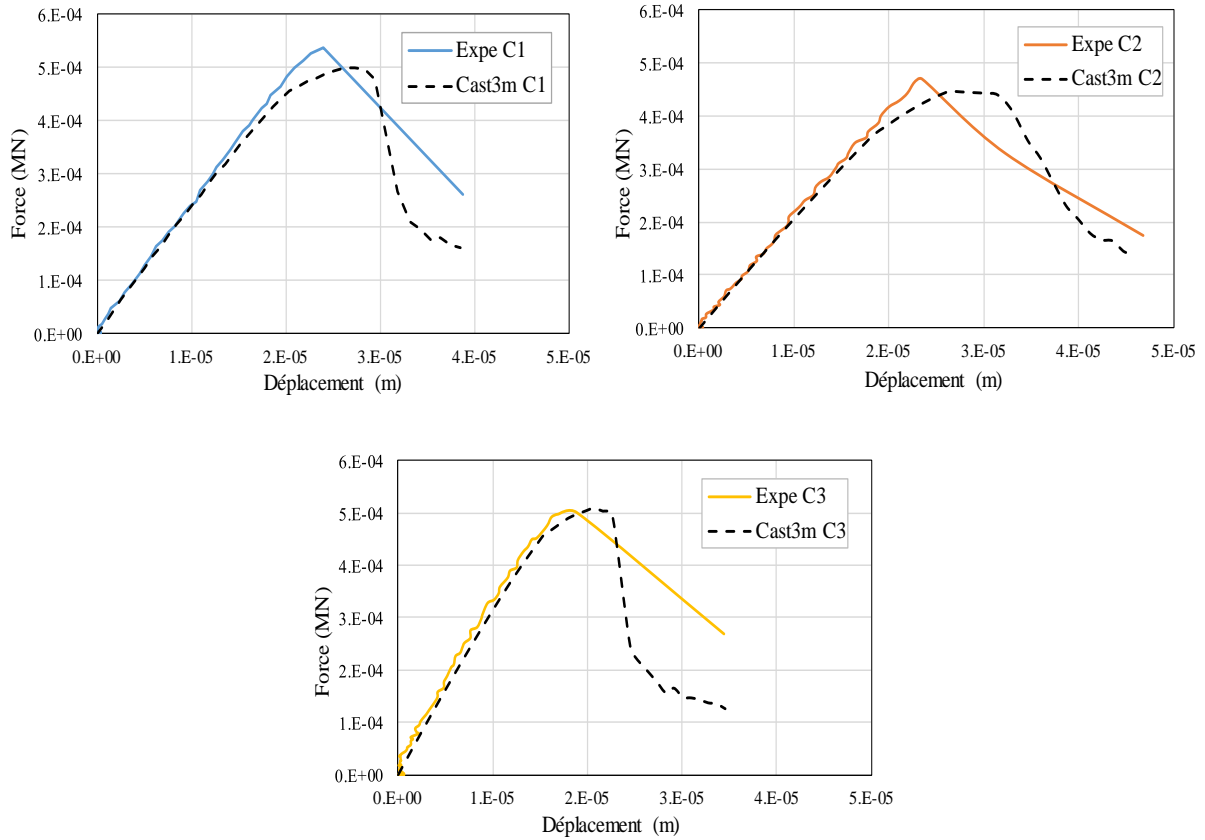 6.E-04
5.E-04
4.E-04
3.E-04
2.E-04
1.E-04
0.E+00
Force (MN)
Expe C1
Cast3m C1
0.E+00 1.E-05 2.E-05 3.E-05 4.E-05 5.E-05
Déplacement (m)
6.E-04
5.E-04
4.E-04
3.E-04
2.E-04
1.E-04
0.E+00
Force (MN)
Expe C2
Cast3m C2
0.E+00 1.E-05 2.E-05 3.E-05 4.E-05 5.E-05
Déplacement (m)
6.E-04
5.E-04
4.E-04
3.E-04
2.E-04
1.E-04
0.E+00
Force (MN)
Expe C3
Cast3m C3
0.E+00 1.E-05 2.E-05 3.E-05 4.E-05 5.E-05
Déplacement (m)